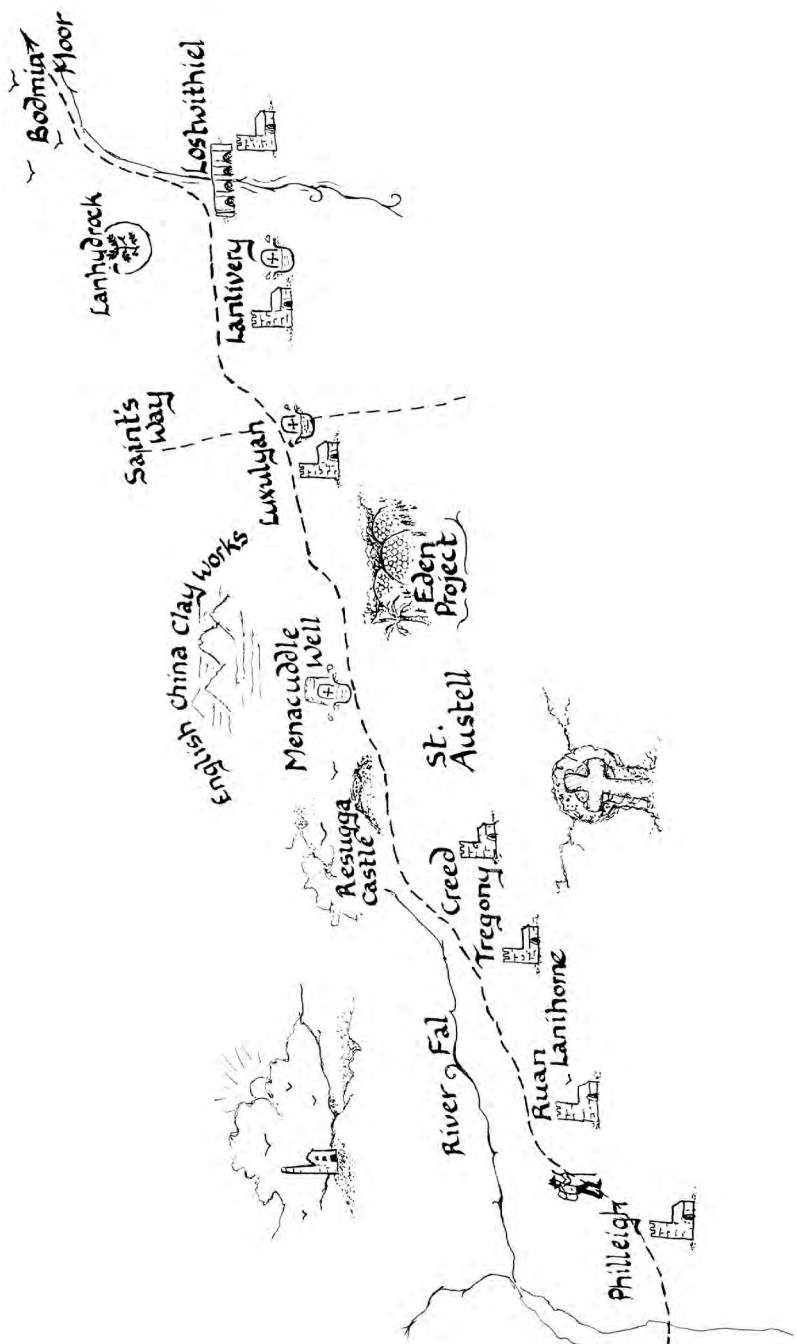 Bodmin
Moor
Lostwithiel
Lanhydrock
Lanlivery
Saint's
Way
Luxulyan
English China Clay Works
Eden
Project
Menacuddle
Well
St.
Austell
Resugga
Castle
Creed
Tregony
River Fal
Ruan
Lanihorne
Philleigh